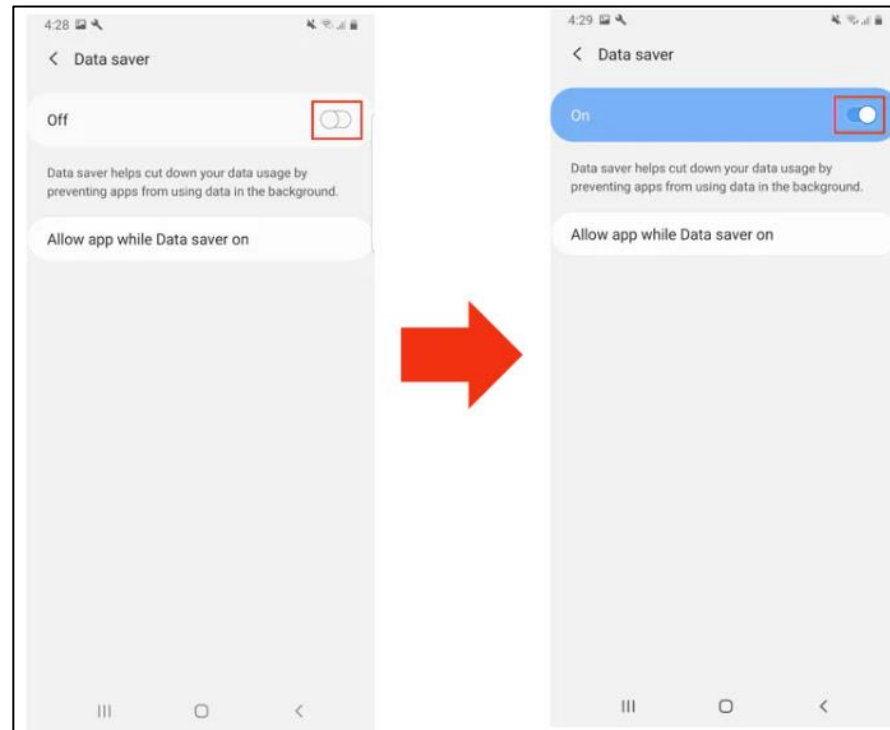 4:28
Data saver
Off
Data saver helps cut down your data usage by
preventing apps from using data in the background.
Allow app while Data saver on
4:29
Data saver
On
Data saver helps cut down your data usage by
preventing apps from using data in the background.
Allow app while Data saver on